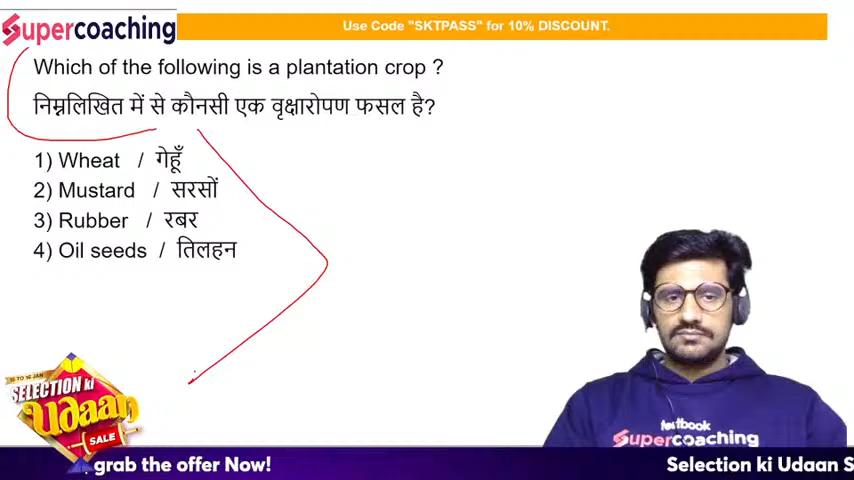 Supercoaching
Use Code "SKTPASS" for 10% DISCOUNT.
Which of the following is a plantation crop ?
निम्नलिखित में से कौनसी एक वृक्षारोपण फसल है?
1) Wheat / गेहूँ
2) Mustard / सरसों
3) Rubber / रबर
4) Oil seeds / तिलहन
SELECTION ki
UDAAN
SALE
testbook
Supercoaching
grab the offer Now!
Selection ki Udaan S